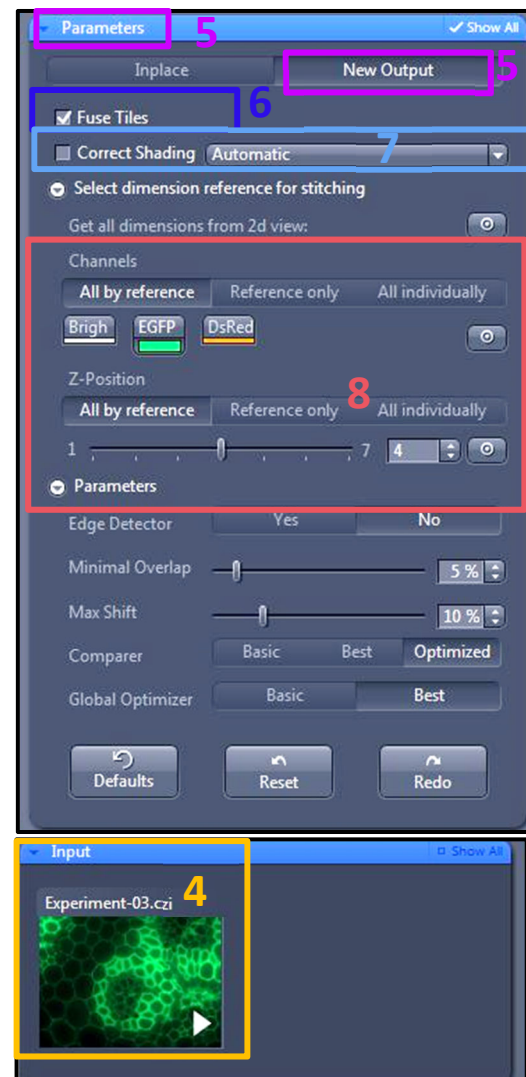 Parameters 5 Show All
Inplace New Output 5
6
Fuse Tiles
Correct Shading Automatic 7
Select dimension reference for stitching
Get all dimensions from 2d view:
Channels
All by reference Reference only All individually
Brigh EGFP DsRed
Z-Position 8
All by reference Reference only All individually
1 7 4
Parameters
Edge Detector Yes No
Minimal Overlap 5 %
Max Shift 10 %
Comparer Basic Best Optimized
Global Optimizer Basic Best
Defaults Reset Redo
Input Show All
4
Experiment-03.czi